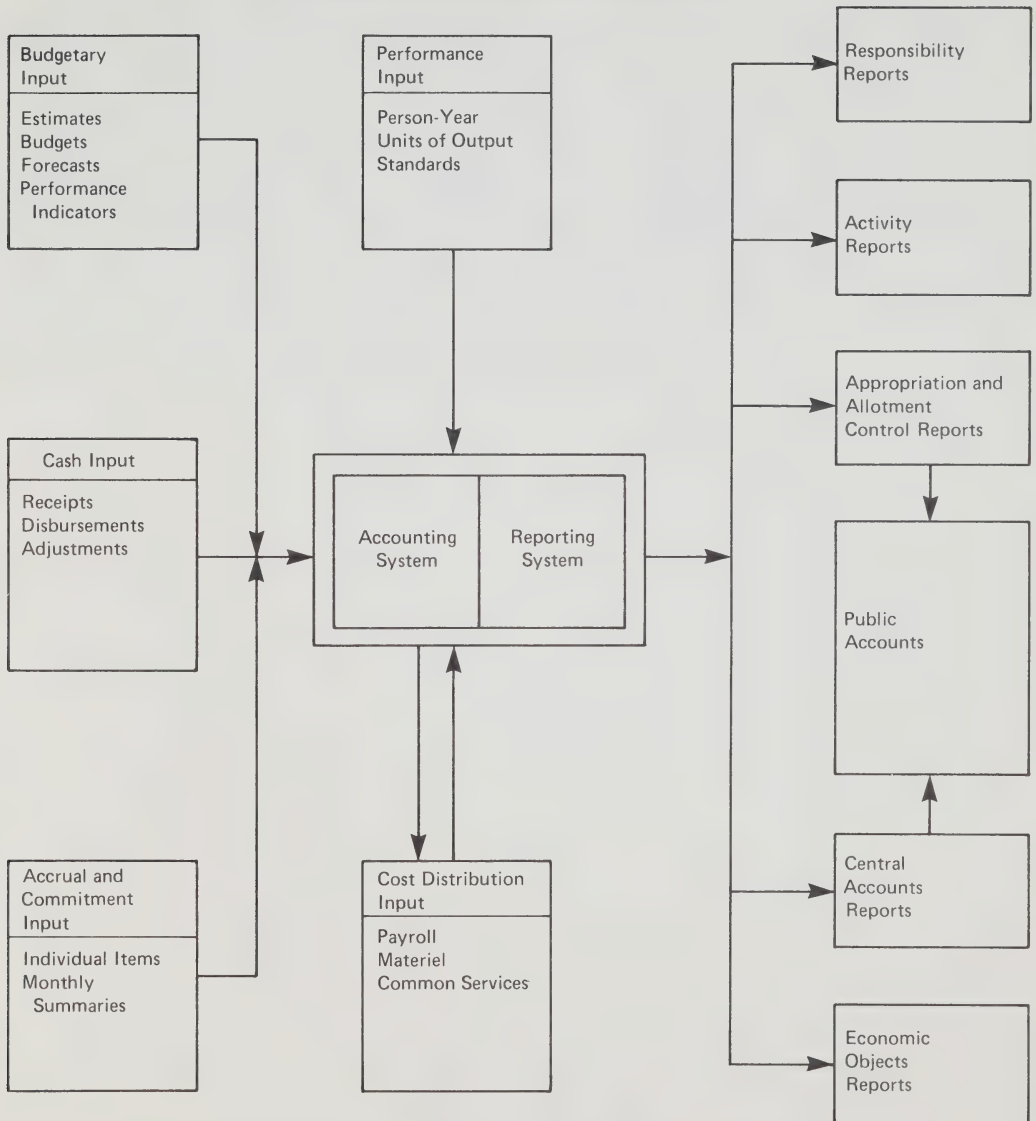 Budgetary
Input
Estimates
Budgets
Forecasts
Performance
Indicators
Performance
Input
Person-Year
Units of Output
Standards
Responsibility
Reports
Activity
Reports
Appropriation and
Allotment
Control Reports
Cash Input
Receipts
Disbursements
Adjustments
Accounting
System
Reporting
System
Public
Accounts
Accrual and
Commitment
Input
Individual Items
Monthly
Summaries
Cost Distribution
Input
Payroll
Materiel
Common Services
Central
Accounts
Reports
Economic
Objects
Reports